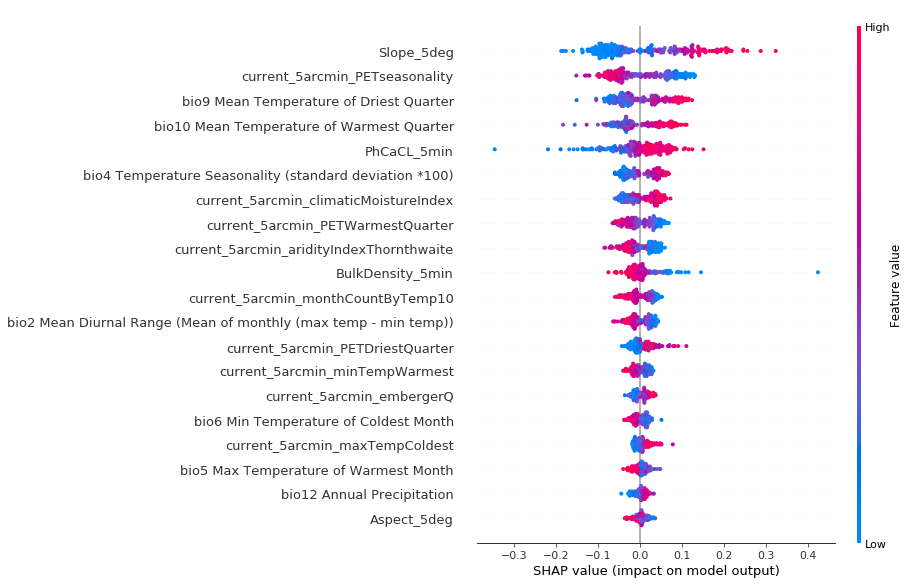 High
Slope_5deg
current_5arcmin_PETseasonality
bio9 Mean Temperature of Driest Quarter
bio10 Mean Temperature of Warmest Quarter
PhCaCL_5min
bio4 Temperature Seasonality (standard deviation *100)
current_5arcmin_climaticMoistureIndex
current_5arcmin_PETWarmestQuarter
current_5arcmin_aridityIndexThornthwaite
BulkDensity_5min
current_5arcmin_monthCountByTemp10
bio2 Mean Diurnal Range (Mean of monthly (max temp - min temp))
current_5arcmin_PETDriestQuarter
current_5arcmin_minTempWarmest
current_5arcmin_embergerQ
bio6 Min Temperature of Coldest Month
current_5arcmin_maxTempColdest
bio5 Max Temperature of Warmest Month
bio12 Annual Precipitation
Aspect_5deg
Feature value
Low
−0.3 −0.2 −0.1 0.0 0.1 0.2 0.3 0.4
SHAP value (impact on model output)